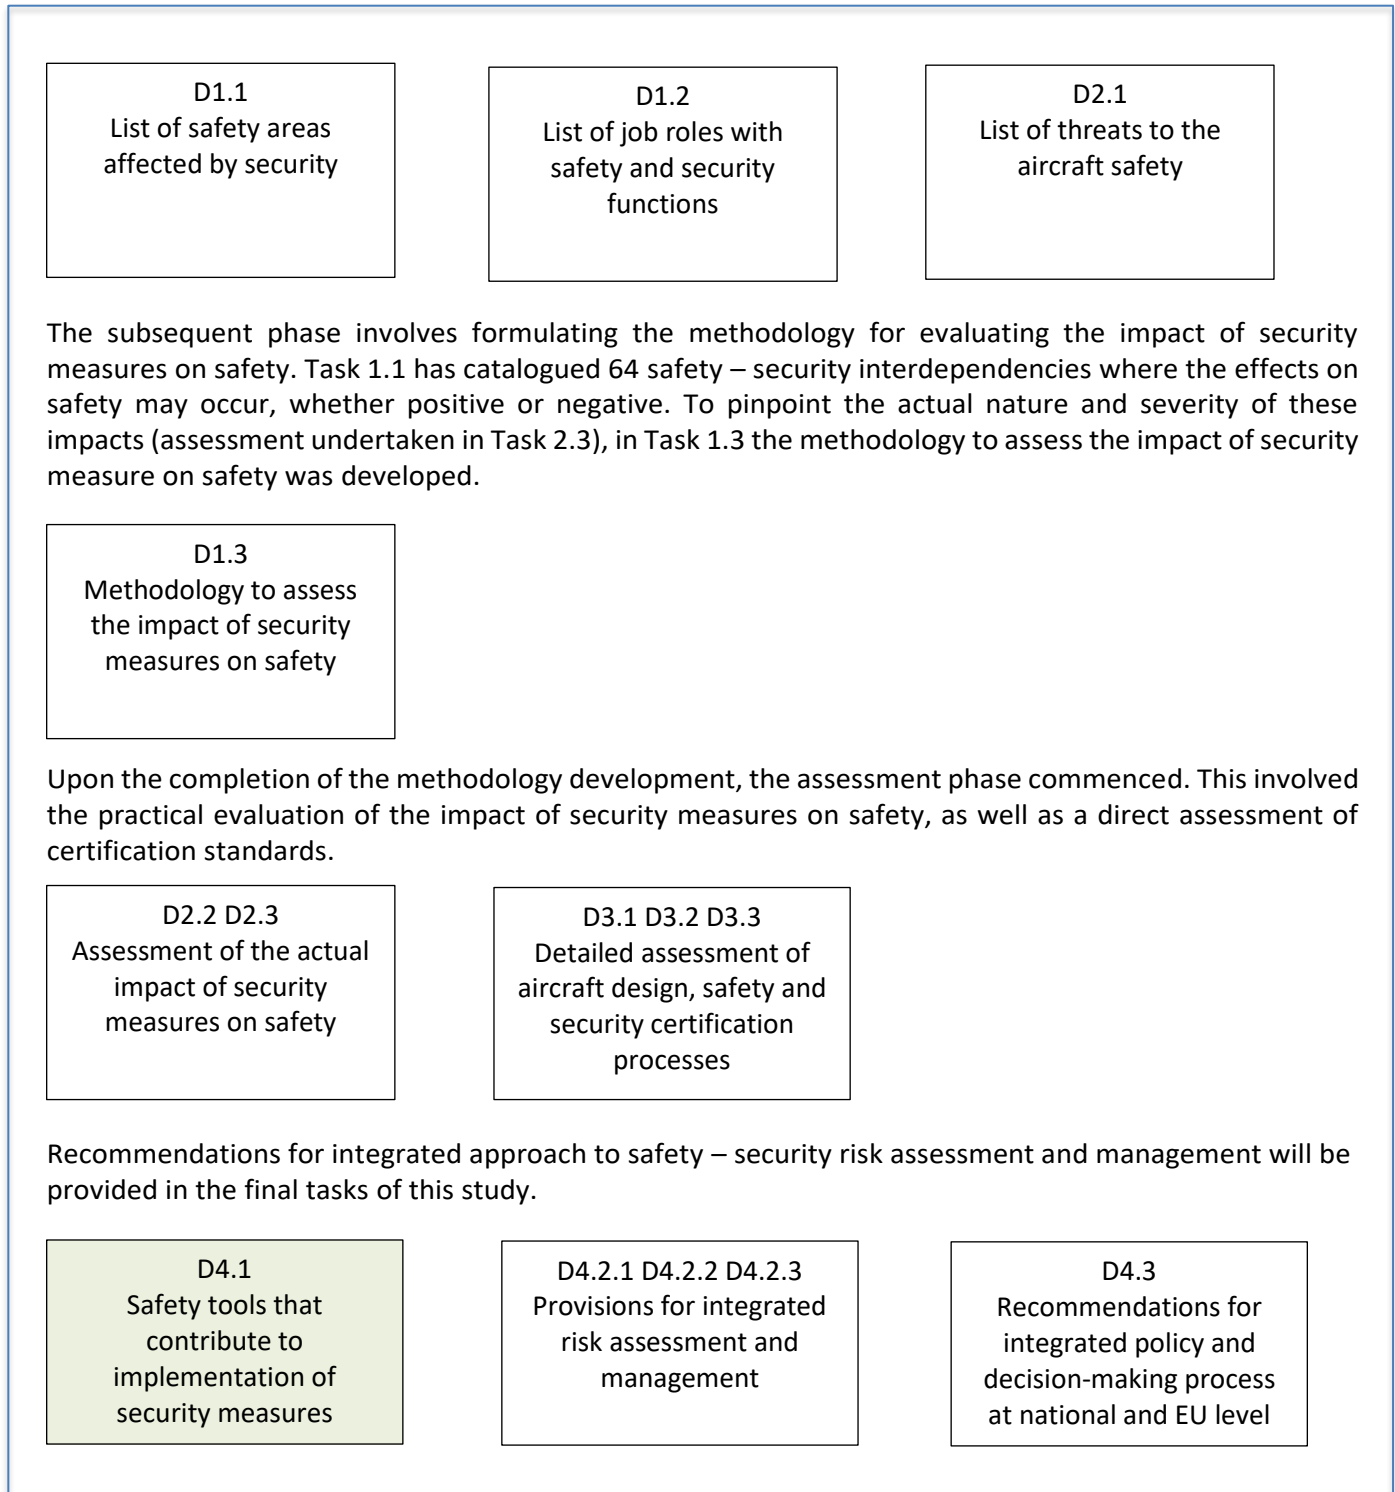 D1.1
List of safety areas
affected by security
D1.2
List of job roles with
safety and security
functions
D2.1
List of threats to the
aircraft safety
The subsequent phase involves formulating the methodology for evaluating the impact of security
measures on safety. Task 1.1 has catalogued 64 safety – security interdependencies where the effects on
safety may occur, whether positive or negative. To pinpoint the actual nature and severity of these
impacts (assessment undertaken in Task 2.3), in Task 1.3 the methodology to assess the impact of security
measure on safety was developed.
D1.3
Methodology to assess
the impact of security
measures on safety
Upon the completion of the methodology development, the assessment phase commenced. This involved
the practical evaluation of the impact of security measures on safety, as well as a direct assessment of
certification standards.
D2.2 D2.3
Assessment of the actual
impact of security
measures on safety
D3.1 D3.2 D3.3
Detailed assessment of
aircraft design, safety and
security certification
processes
Recommendations for integrated approach to safety – security risk assessment and management will be
provided in the final tasks of this study.
D4.1
Safety tools that
contribute to
implementation of
security measures
D4.2.1 D4.2.2 D4.2.3
Provisions for integrated
risk assessment and
management
D4.3
Recommendations for
integrated policy and
decision-making process
at national and EU level